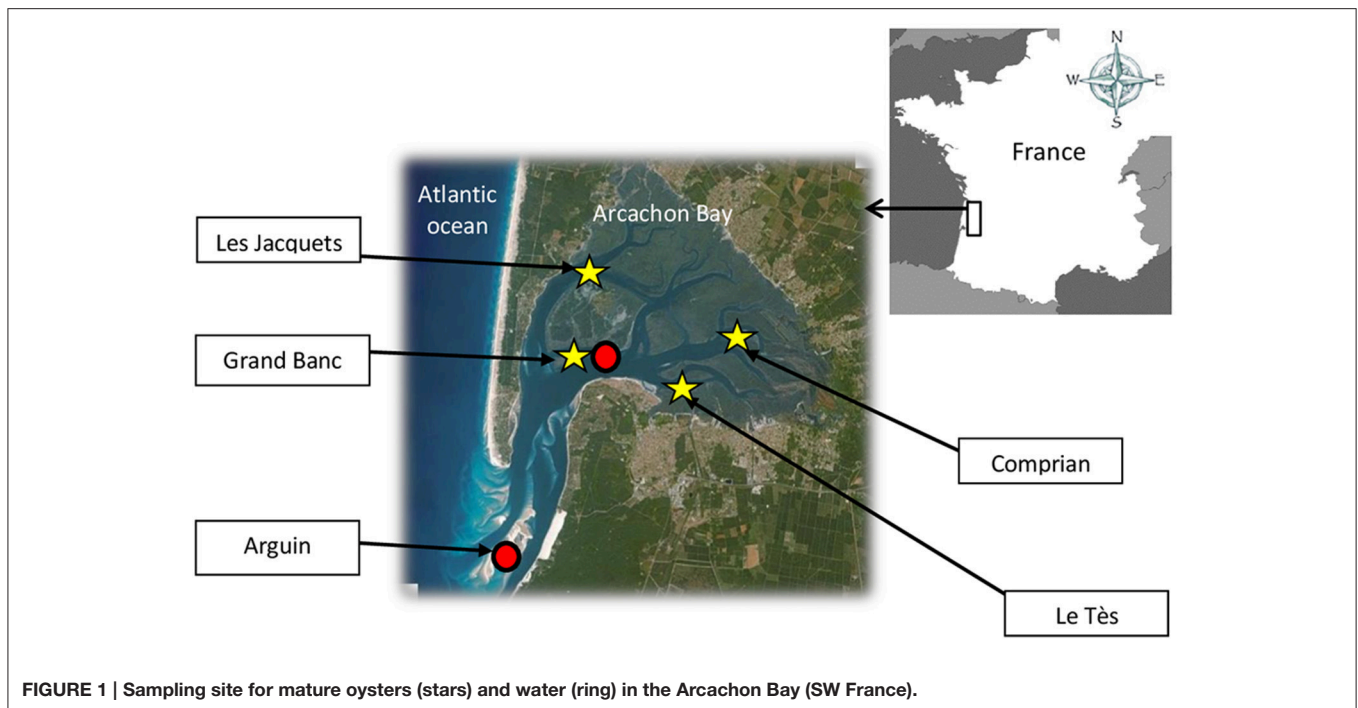 N
W E
S
France
Atlantic
ocean
Arcachon Bay
Les Jacquets
Grand Banc
Comprian
Arguin
Le Tès
FIGURE 1 | Sampling site for mature oysters (stars) and water (ring) in the Arcachon Bay (SW France).